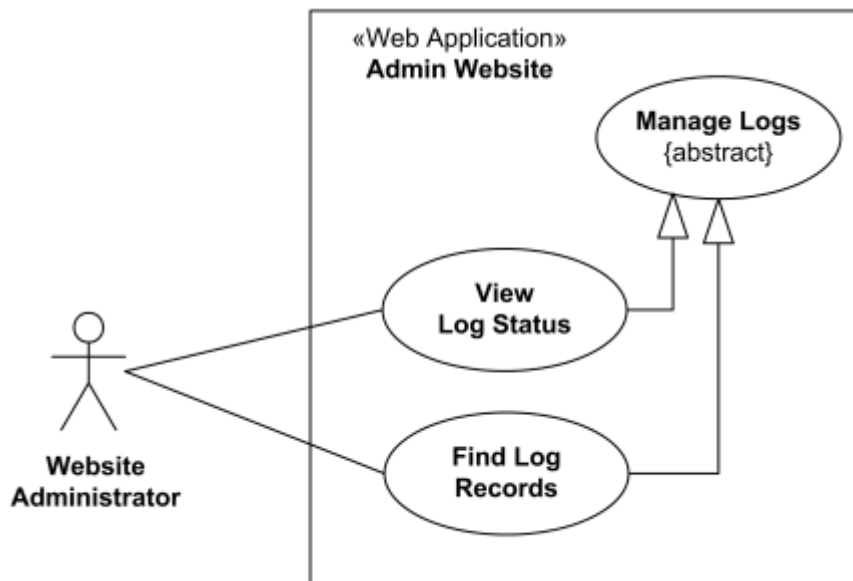 «Web Application»
Admin Website
Manage Logs
{abstract}
View
Log Status
Website
Administrator
Find Log
Records